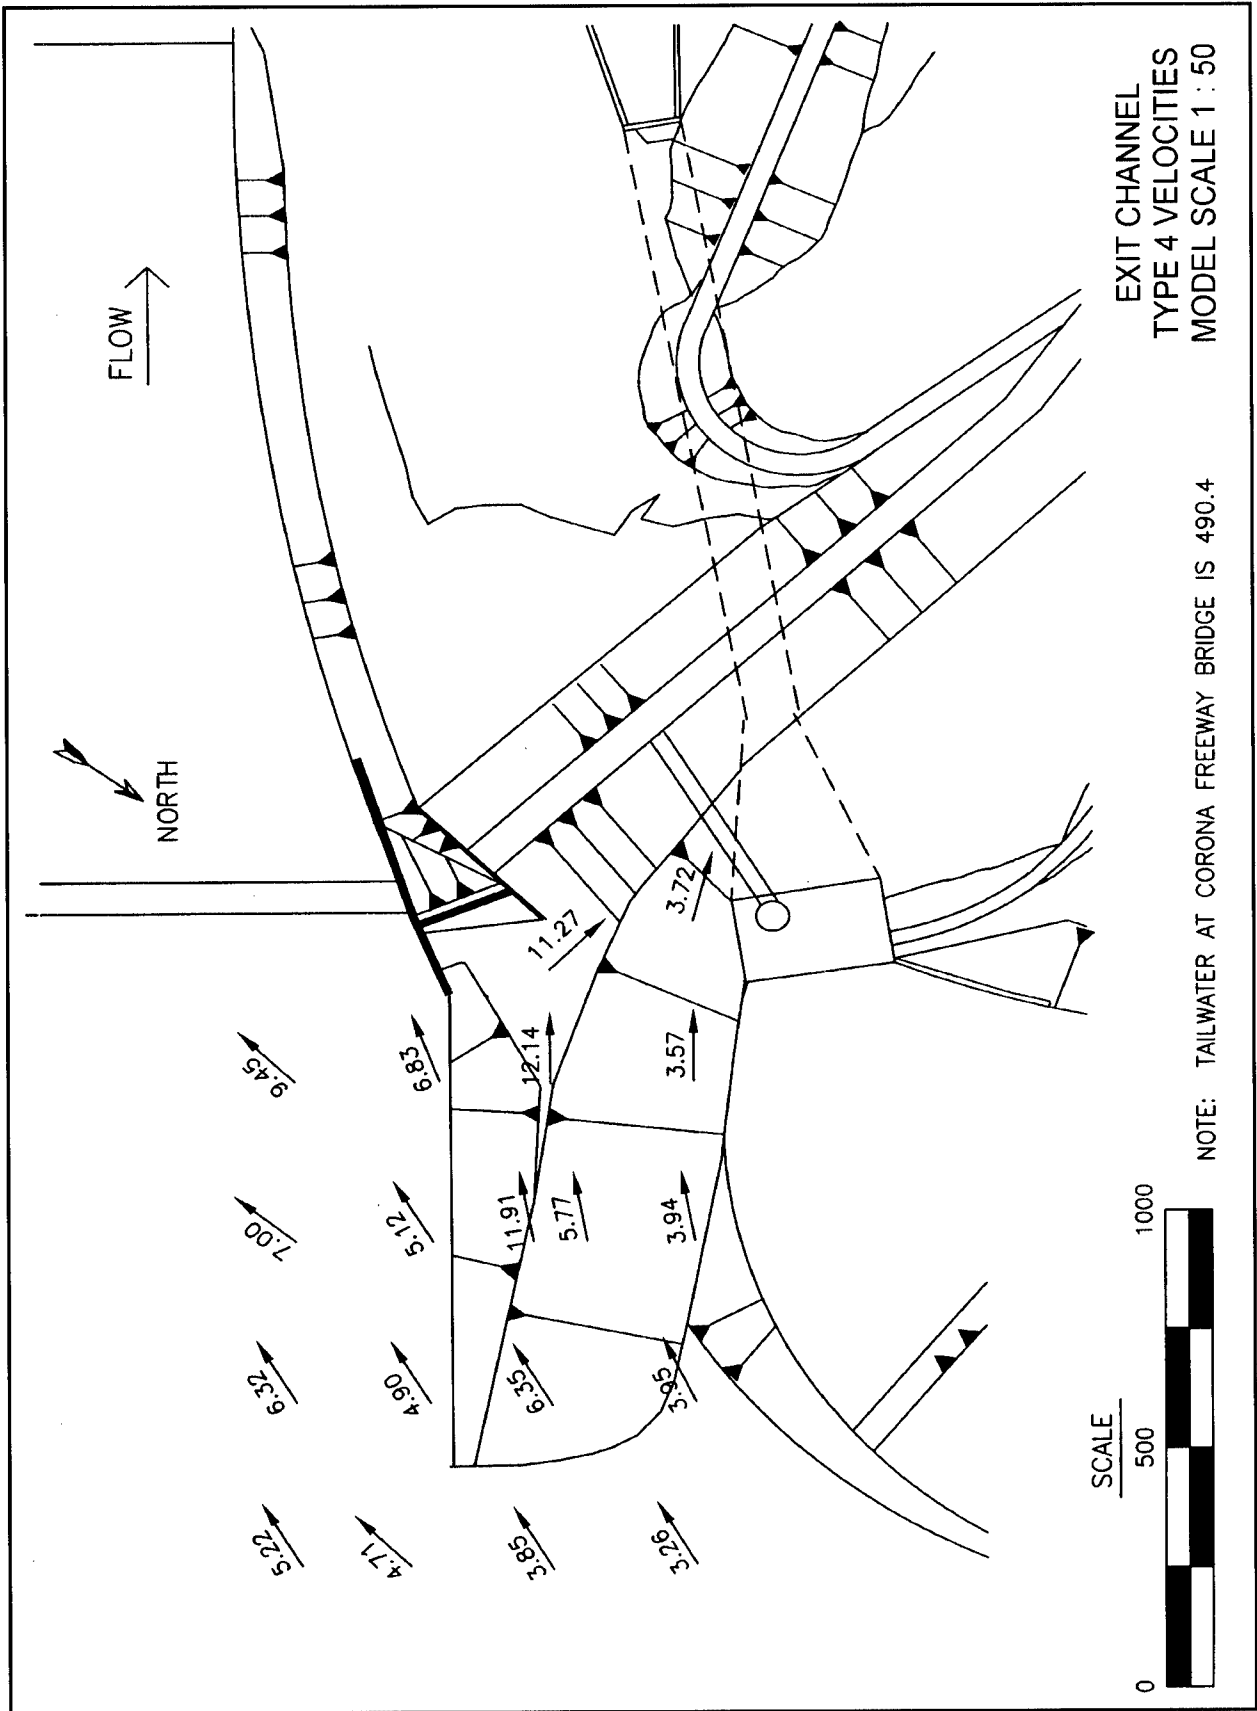 FLOW
NORTH
9.45
6.83
11.27
3.72
12.14
3.57
7.00
5.12
11.91
5.77
3.94
6.32
4.90
6.35
3.95
5.22
4.71
3.85
3.26
EXIT CHANNEL
TYPE 4 VELOCITIES
MODEL SCALE 1 : 50
NOTE: TAILWATER AT CORONA FREEWAY BRIDGE IS 490.4
SCALE
0 500 1000